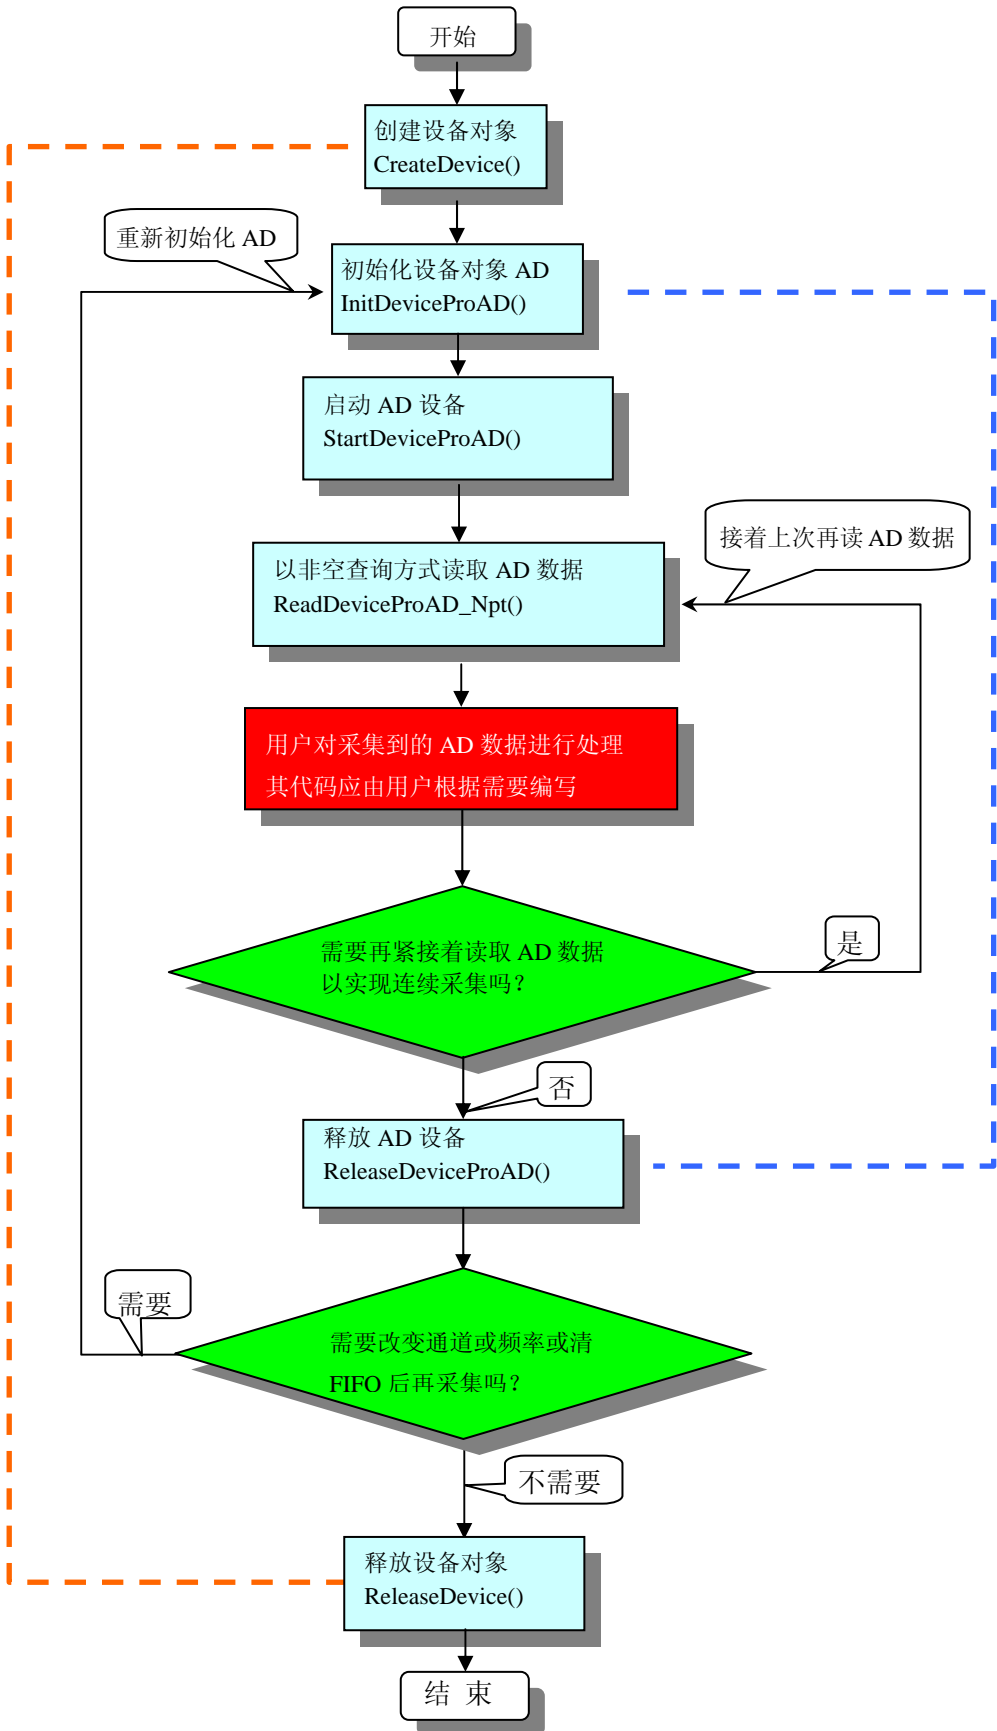 开始
创建设备对象
CreateDevice()
重新初始化 AD
初始化设备对象 AD
InitDeviceProAD()
启动 AD 设备
StartDeviceProAD()
接着上次再读 AD 数据
以非空查询方式读取 AD 数据
ReadDeviceProAD_Npt()
用户对采集到的 AD 数据进行处理
其代码应由用户根据需要编写
需要再紧接着读取 AD 数据
以实现连续采集吗?
是
否
释放 AD 设备
ReleaseDeviceProAD()
需要
需要改变通道或频率或清
FIFO 后再采集吗?
不需要
释放设备对象
ReleaseDevice()
结 束